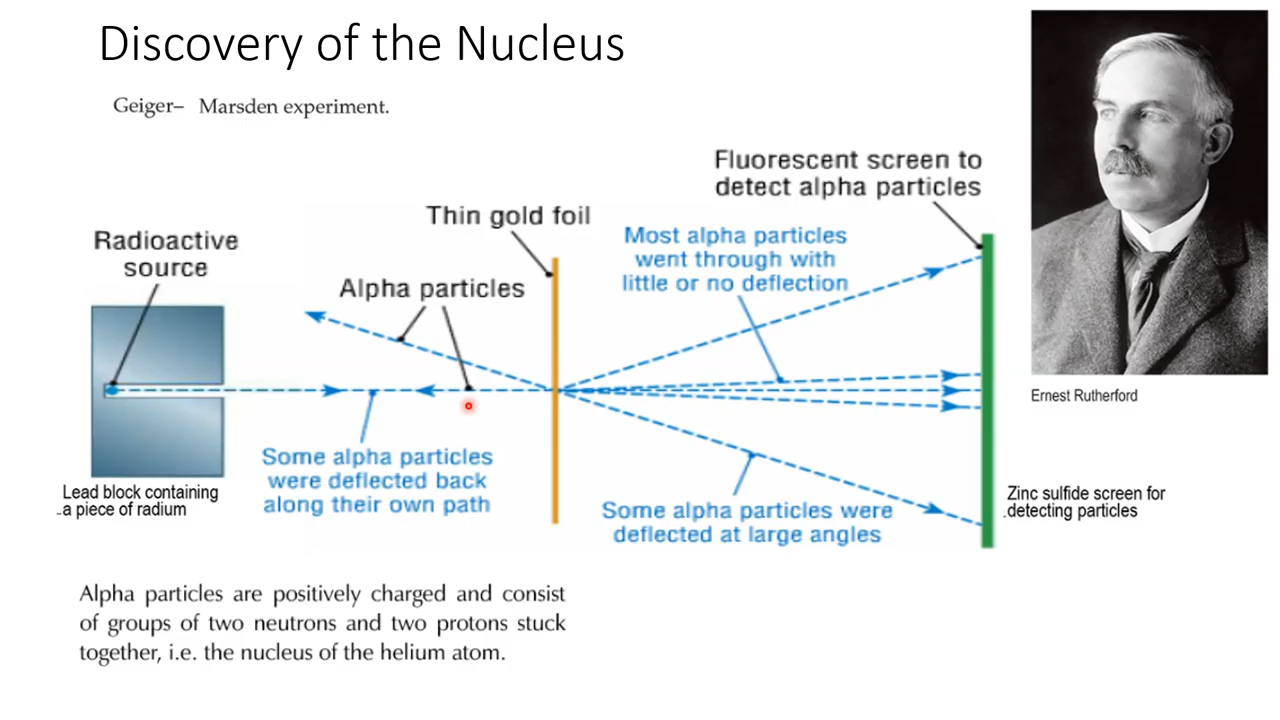 Discovery of the Nucleus
Geiger– Marsden experiment.
Fluorescent screen to
detect alpha particles
Thin gold foil
Radioactive
source
Most alpha particles
went through with
little or no deflection
Alpha particles
Ernest Rutherford
Some alpha particles
were deflected back
along their own path
Lead block containing
a piece of radium
Some alpha particles were
deflected at large angles
Zinc sulfide screen for
detecting particles
Alpha particles are positively charged and consist
of groups of two neutrons and two protons stuck
together, i.e. the nucleus of the helium atom.